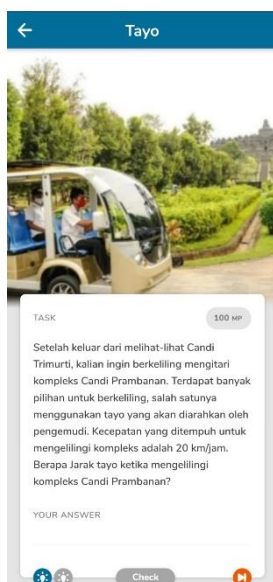 Tayo
TASK
100 MP
Setelah keluar dari melihat-lihat Candi
Trimurti, kalian ingin berkeliling mengitari
kompleks Candi Prambanan. Terdapat banyak
pilihan untuk berkeliling, salah satunya
menggunakan tayo yang akan diarahkan oleh
pengemudi. Kecepatan yang ditempuh untuk
mengelilingi kompleks adalah 20 km/jam.
Berapa Jarak tayo ketika mengelilingi
kompleks Candi Prambanan?
YOUR ANSWER
Check